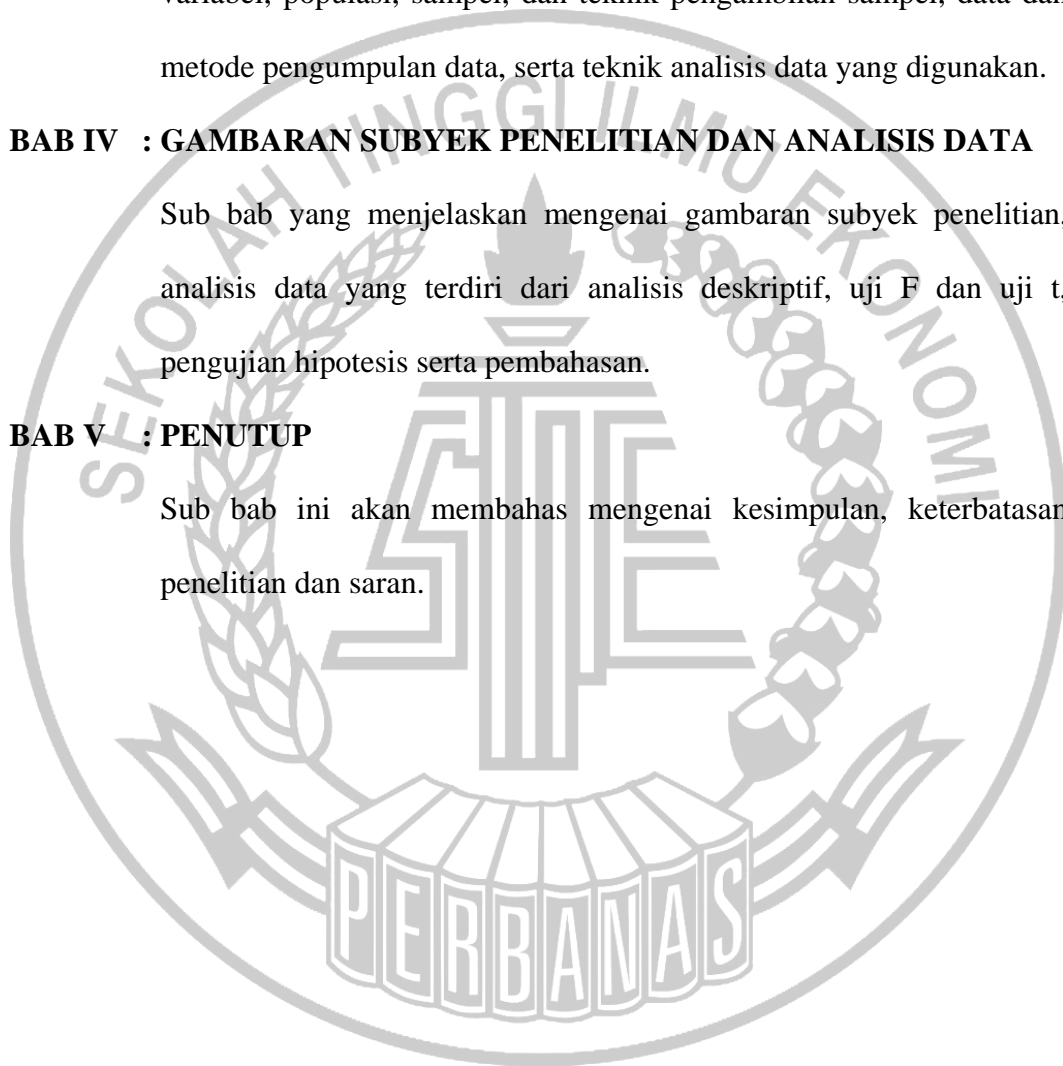 variabel, populasi, sampel, dan teknik pengambilan sampel, data dan
metode pengumpulan data, serta teknik analisis data yang digunakan.
BAB IV : GAMBARAN SUBYEK PENELITIAN DAN ANALISIS DATA
Sub bab yang menjelaskan mengenai gambaran subyek penelitian,
analisis data yang terdiri dari analisis deskriptif, uji F dan uji t,
pengujian hipotesis serta pembahasan.
BAB V : PENUTUP
Sub bab ini akan membahas mengenai kesimpulan, keterbatasan
penelitian dan saran.
SEKOLAH TINGGI ILMU EKONOMI
STIE
PERBANAS